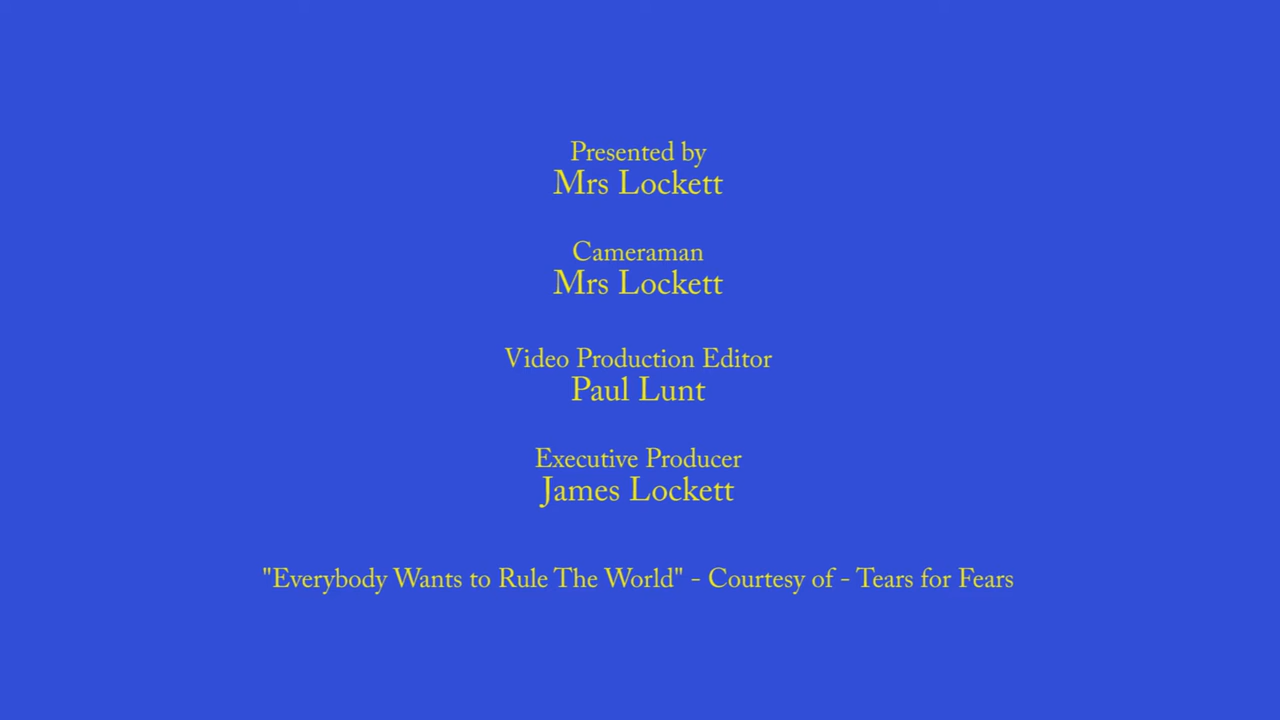 Presented by
Mrs Lockett
Cameraman
Mrs Lockett
Video Production Editor
Paul Lunt
Executive Producer
James Lockett
"Everybody Wants to Rule The World" - Courtesy of - Tears for Fears